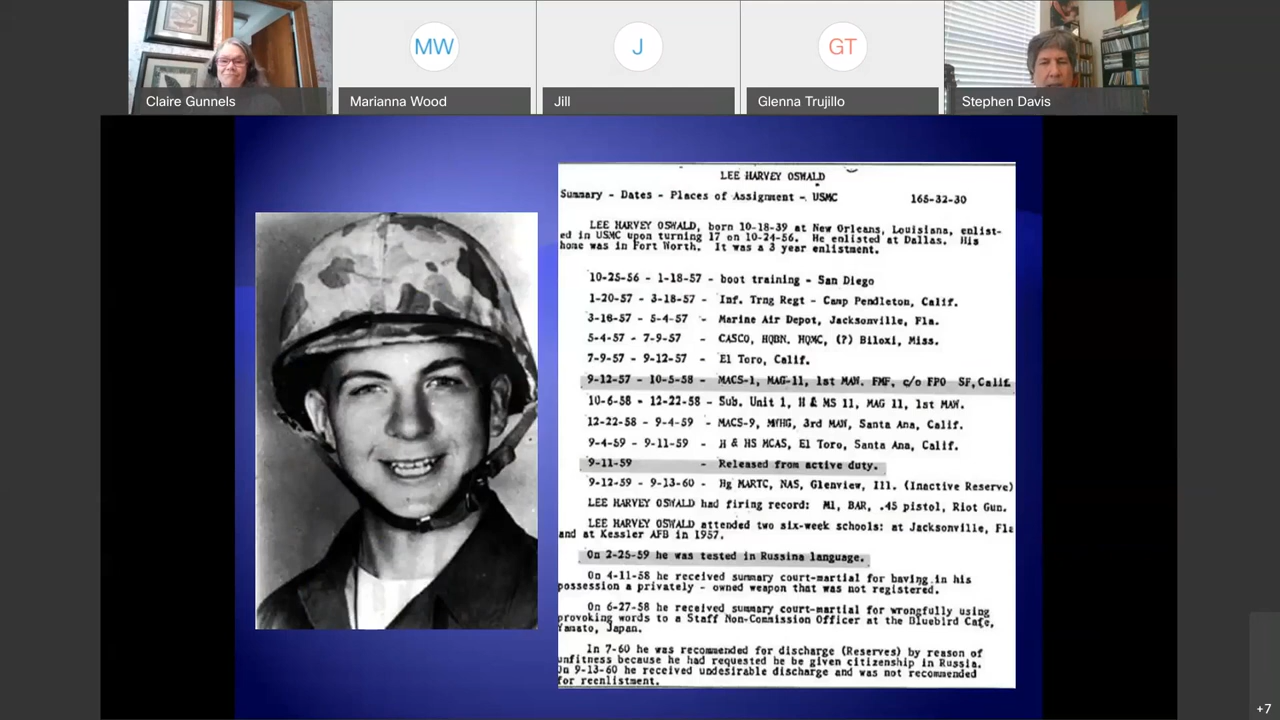 MW
J
GT
Claire Gunnels
Marianna Wood
Jill
Glenna Trujillo
Stephen Davis
LEE HARVEY OSWALD
Summary - Dates - Places of Assignment - USMC 165-32-30
LEE HARVEY OSWALD, born 10-18-39 at New Orleans, Louisiana, enlist-
ed in USMC upon turning 17 on 10-24-56. He enlisted at Dallas. His
home was in Fort Worth. It was a 3 year enlistment.
10-25-56 - 1-18-57 - boot training - San Diego
1-20-57 - 3-18-57 - Inf. Trng Regt - Camp Pendleton, Calif.
3-18-57 - 5-4-57 - Marine Air Depot, Jacksonville, Fla.
5-4-57 - 7-9-57 - CASCO, HQBN. HQMC, (?) Biloxi, Miss.
7-9-57 - 9-12-57 - El Toro, Calif.
9-12-57 - 10-5-58 - MACS-1, MAG-11, 1st MAW. FMF, c/o FPO SF, Calif.
10-6-58 - 12-22-58 - Sub. Unit 1, H & MS 11, MAG 11, 1st MAW.
12-22-58 - 9-4-59 - MACS-9, MWHG, 3rd MAW, Santa Ana, Calif.
9-4-59 - 9-11-59 - H & HS MCAS, El Toro, Santa Ana, Calif.
9-11-59 - Released from active duty.
9-12-59 - 9-13-60 - Hg MARTC, NAS, Glenview, Ill. (Inactive Reserve)
LEE HARVEY OSWALD had firing record: M1, BAR, .45 pistol, Riot Gun.
LEE HARVEY OSWALD attended two six-week schools: at Jacksonville, Fla
and at Kessler AFB in 1957.
On 2-25-59 he was tested in Russina language.
On 4-11-58 he received summary court-martial for having in his
possession a privately - owned weapon that was not registered.
On 6-27-58 he received summary court-martial for wrongfully using
provoking words to a Staff Non-Commission Officer at the Bluebird Cafe,
Yamato, Japan.
In 7-60 he was recommended for discharge (Reserves) by reason of
unfitness because he had requested he be given citizenship in Russia.
On 9-13-60 he received undesirable discharge and was not recommended
for reenlistment.
+7